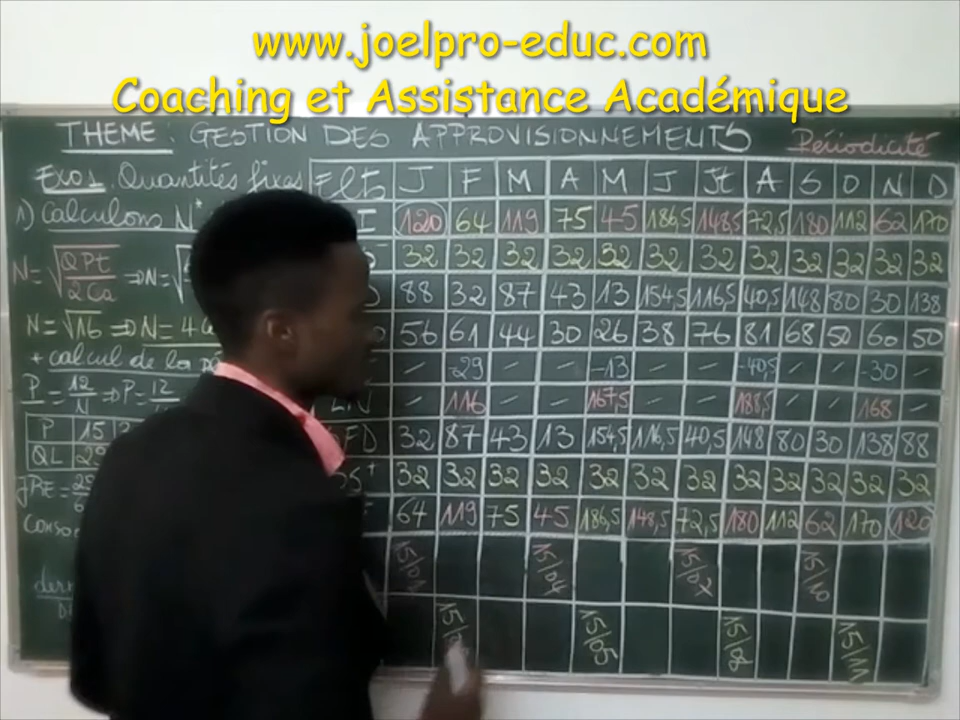 www.joelpro-educ.com
Coaching et Assistance Académique
THEME : GESTION DES APPROVISIONNEMENTS Périodicité
Exo1. Quantités fixes
1) Calculons N*
N = √QPt/2Ca ⇒ N = √
N = √16 ⇒ N = 4
+ calcul de la
P = 12/N ⇒ P = 12/
P 15
QL
Elts J F M A M J Jt A S O N D
I 120 64 119 75 45 186,5 148,5 72,5 180 112 62 170
32 32 32 32 32 32 32 32 32 32 32 32
88 32 87 43 13 154,5 116,5 40,5 148 80 30 138
56 61 44 30 26 38 76 81 68 50 60 50
- -29 - - -13 - - -40,5 - - -30 -
- 116 - - 167,5 - - 188,5 - - 168 -
32 87 43 13 154,5 116,5 40,5 148 80 30 138 88
SS+ 32 32 32 32 32 32 32 32 32 32 32 32
64 119 75 45 186,5 148,5 72,5 180 112 62 170 120
15/01 15/04 15/07 15/10
15/05 15/08 15/11